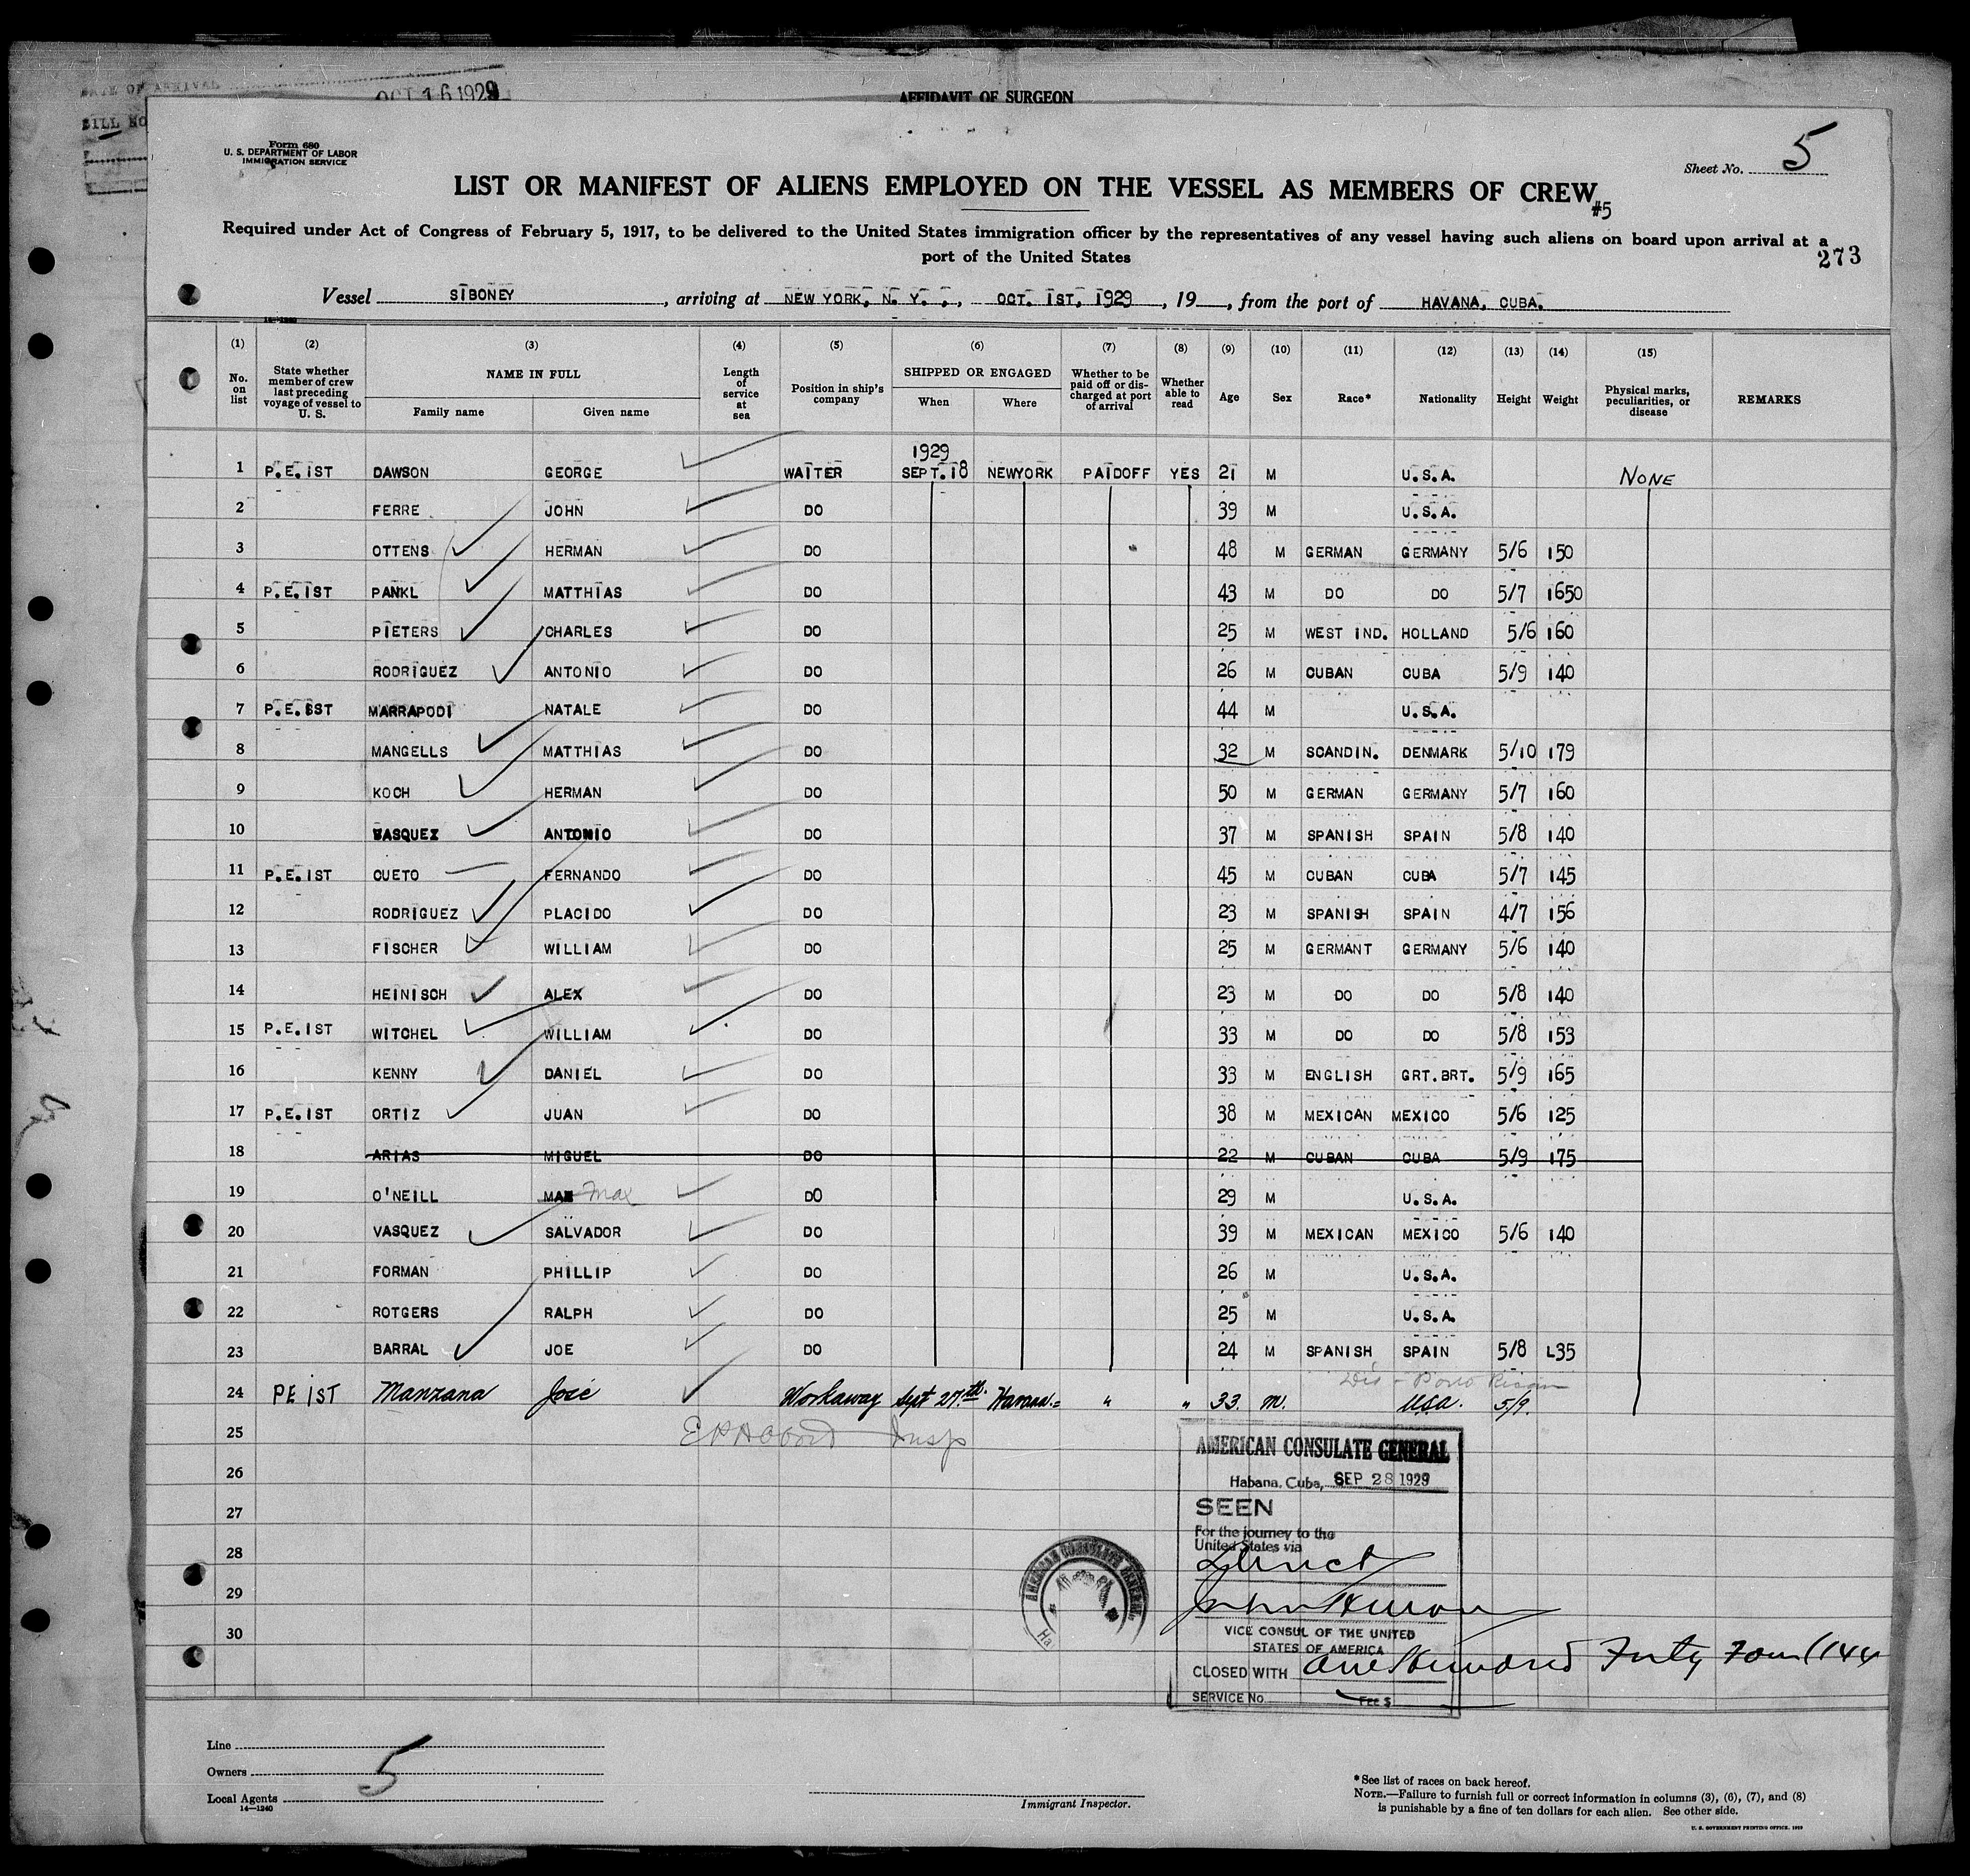 OCT 16 1929
AFFIDAVIT OF SURGEON
Form 680
U. S. DEPARTMENT OF LABOR
IMMIGRATION SERVICE
Sheet No. 5
LIST OR MANIFEST OF ALIENS EMPLOYED ON THE VESSEL AS MEMBERS OF CREW
#5
Required under Act of Congress of February 5, 1917, to be delivered to the United States immigration officer by the representatives of any vessel having such aliens on board upon arrival at a
port of the United States
273
Vessel SIBONEY, arriving at NEW YORK, N. Y., OCT. 1ST, 1929, 19, from the port of HAVANA, CUBA.
14-1240
(1) (2) (3) (4) (5) (6) (7) (8) (9) (10) (11) (12) (13) (14) (15)
No. on list
State whether member of crew last preceding voyage of vessel to U. S.
NAME IN FULL
Family name Given name
Length of service at sea
Position in ship's company
SHIPPED OR ENGAGED
When Where
Whether to be paid off or discharged at port of arrival
Whether able to read
Age Sex Race* Nationality Height Weight
Physical marks, peculiarities, or disease
REMARKS
1929
1 P.E.1ST DAWSON GEORGE WAITER SEPT.18 NEWYORK PAIDOFF YES 21 M U.S.A. NONE
2 FERRE JOHN DO 39 M U.S.A.
3 OTTENS HERMAN DO 48 M GERMAN GERMANY 5/6 150
4 P.E.1ST PANKL MATTHIAS DO 43 M DO DO 5/7 1650
5 PIETERS CHARLES DO 25 M WEST IND. HOLLAND 5/6 160
6 RODRIGUEZ ANTONIO DO 26 M CUBAN CUBA 5/9 140
7 P.E.SST MARRAPODI NATALE DO 44 M U.S.A.
8 MANGELLS MATTHIAS DO 32 M SCANDIN. DENMARK 5/10 179
9 KOCH HERMAN DO 50 M GERMAN GERMANY 5/7 160
10 VASQUEZ ANTONIO DO 37 M SPANISH SPAIN 5/8 140
11 P.E.1ST CUETO FERNANDO DO 45 M CUBAN CUBA 5/7 145
12 RODRIGUEZ PLACIDO DO 23 M SPANISH SPAIN 4/7 156
13 FISCHER WILLIAM DO 25 M GERMANT GERMANY 5/6 140
14 HEINISCH ALEX DO 23 M DO DO 5/8 140
15 P.E.1ST WITCHEL WILLIAM DO 33 M DO DO 5/8 153
16 KENNY DANIEL DO 33 M ENGLISH GRT.BRT. 5/9 165
17 P.E.1ST ORTIZ JUAN DO 38 M MEXICAN MEXICO 5/6 125
18 ARIAS MIGUEL DO 22 M CUBAN CUBA 5/9 175
19 O'NEILL MAX Max DO 29 M U.S.A.
20 VASQUEZ SALVADOR DO 39 M MEXICAN MEXICO 5/6 140
21 FORMAN PHILLIP DO 26 M U.S.A.
22 ROTGERS RALPH DO 25 M U.S.A.
23 BARRAL JOE DO 24 M SPANISH SPAIN 5/8 L35
Dis - Porto Rican
24 PE 1ST Manzana José Workaway Sept 27th. Havana. " " 33. m. USA. 5/9.
25 Insp
26
27
28
29
30
AMERICAN CONSULATE GENERAL
Habana, Cuba, SEP 28 1929
SEEN
For the journey to the
United States via
Direct
VICE CONSUL OF THE UNITED
STATES OF AMERICA
CLOSED WITH One Hundred Forty Four (144
SERVICE No. Fee $
AMERICAN CONSULATE GENERAL
Line
Owners
5
Local Agents
14—1240
Immigrant Inspector.
*See list of races on back hereof.
NOTE.—Failure to furnish full or correct information in columns (3), (6), (7), and (8)
is punishable by a fine of ten dollars for each alien. See other side.
U. S. GOVERNMENT PRINTING OFFICE, 1929